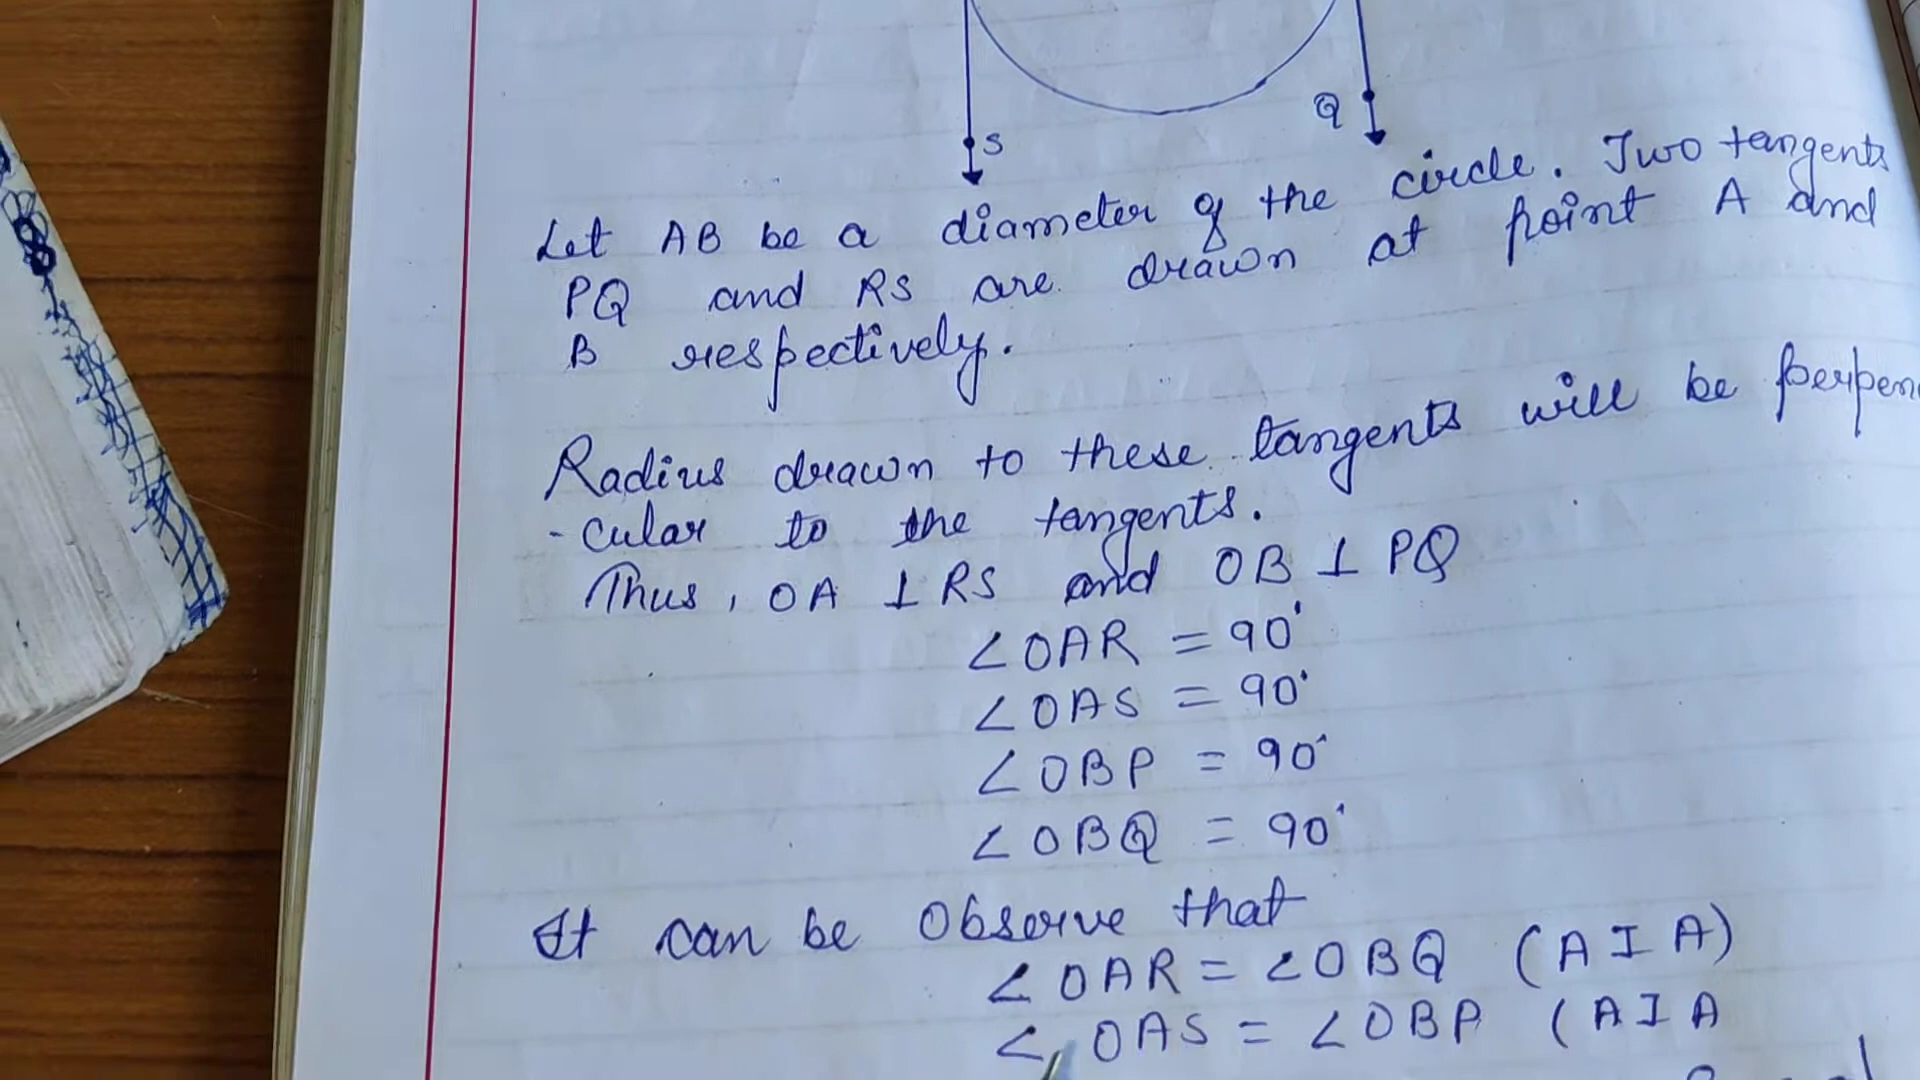 S
Q
Let AB be a diameter of the circle. Two tangents
PQ and RS are drawn at point A and
B respectively.
Radius drawn to these tangents will be perpen
-cular to the tangents.
Thus, OA ⊥ RS and OB ⊥ PQ
∠OAR = 90°
∠OAS = 90°
∠OBP = 90°
∠OBQ = 90°
It can be Observe that
∠OAR = ∠OBQ (AIA)
∠OAS = ∠OBP (AIA